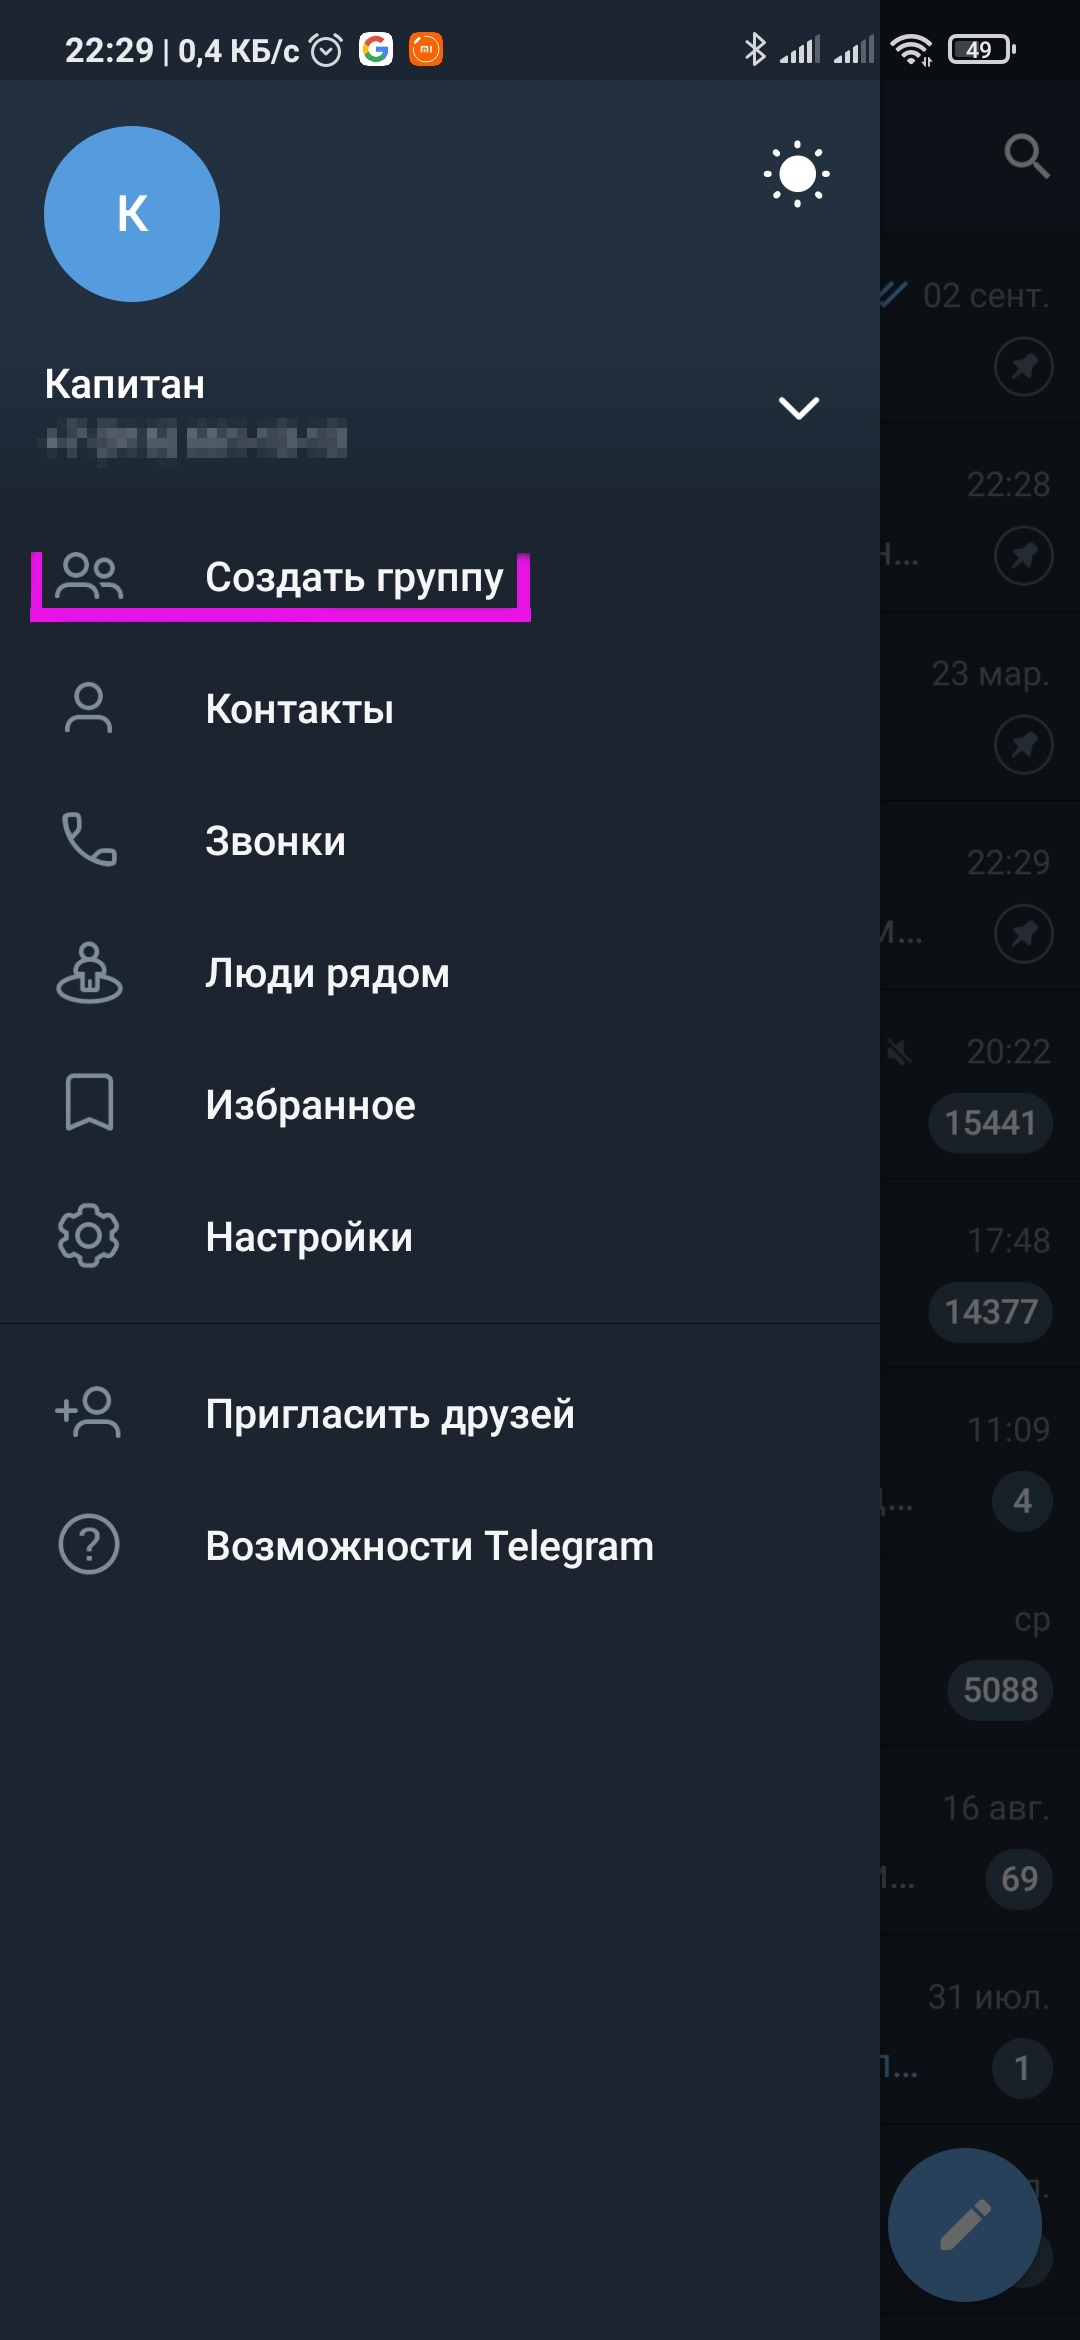 22:29 | 0,4 КБ/с
49
К
Капитан
Создать группу
Контакты
Звонки
Люди рядом
Избранное
Настройки
Пригласить друзей
Возможности Telegram
02 сент.
22:28
23 мар.
22:29
20:22
15441
17:48
14377
11:09
4
ср
5088
16 авг.
69
31 июл.
1